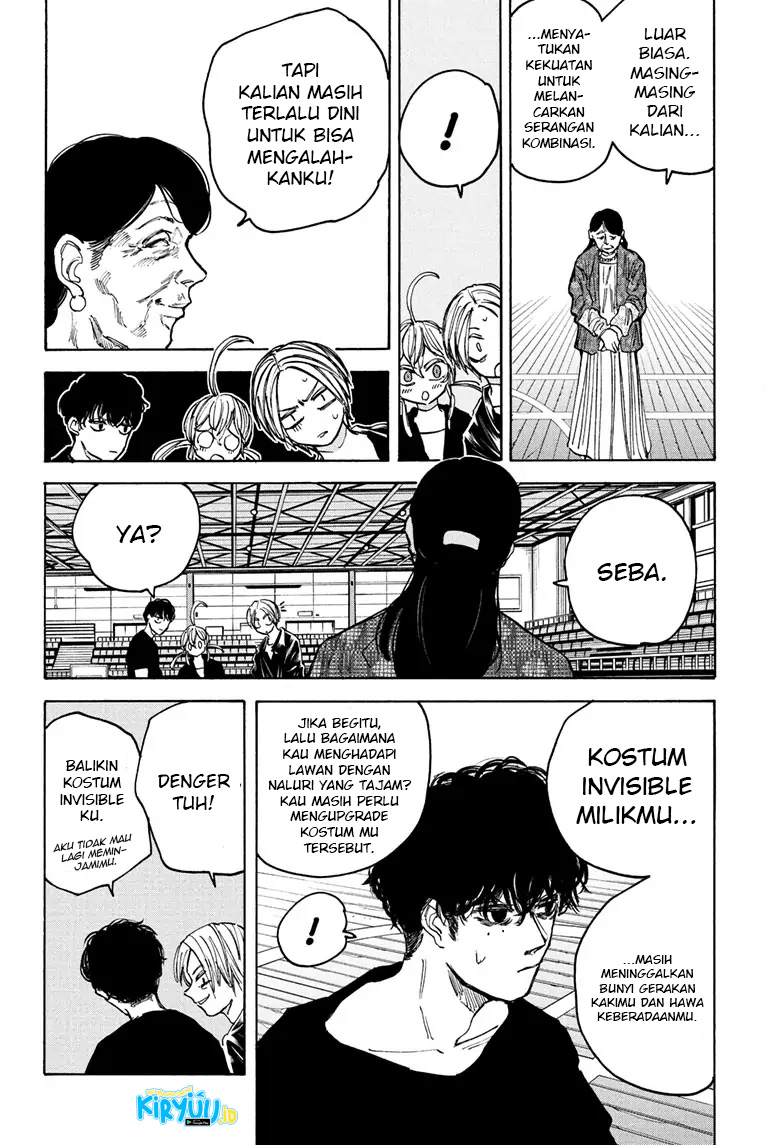 LUAR
BIASA.
MASING-
MASING
DARI
KALIAN...
...MENYA-
TUKAN
KEKUATAN
UNTUK
MELAN-
CARKAN
SERANGAN
KOMBINASI.
!
TAPI
KALIAN MASIH
TERLALU DINI
UNTUK BISA
MENGALAH-
KANKU!
SEBA.
YA?
KOSTUM
INVISIBLE
MILIKMU...
...MASIH
MENINGGALKAN
BUNYI GERAKAN
KAKIMU DAN HAWA
KEBERADAANMU.
JIKA BEGITU,
LALU BAGAIMANA
KAU MENGHADAPI
LAWAN DENGAN
NALURI YANG TAJAM?
KAU MASIH PERLU
MENGUPGRADE
KOSTUM MU
TERSEBUT.
!
DENGER
TUH!
BALIKIN
KOSTUM
INVISIBLE
KU.
AKU TIDAK MAU
LAGI MEMIN-
JAMIMU.
KIRYUU.ID